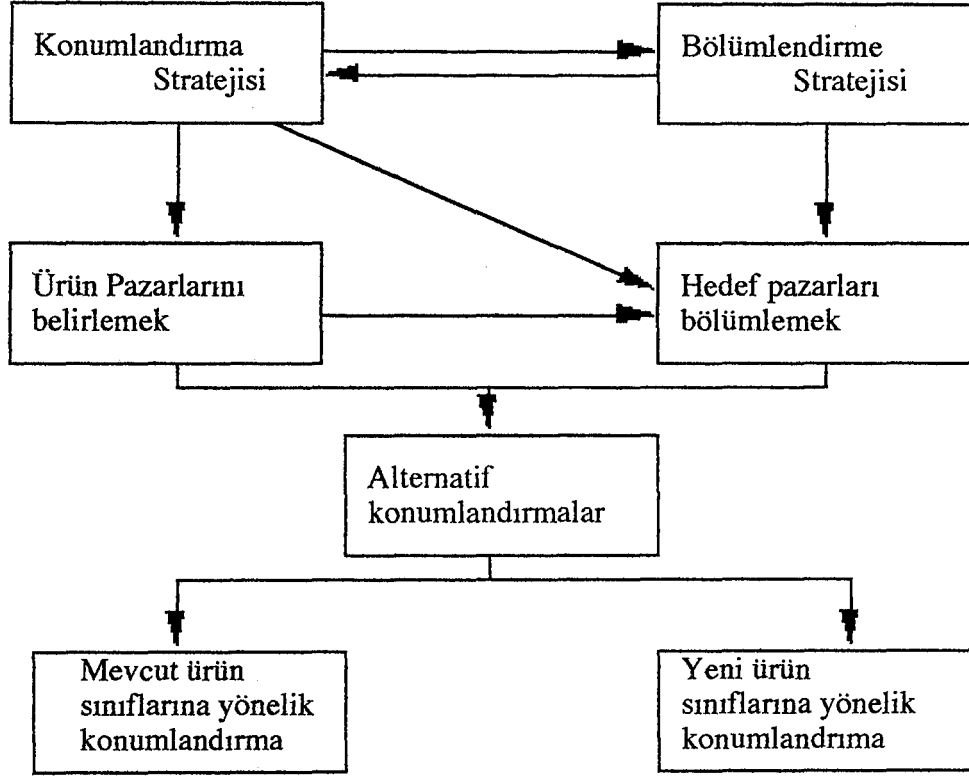 Konumlandırma
Stratejisi
Bölümlendirme
Stratejisi
Ürün Pazarlarını
belirlemek
Hedef pazarları
bölümlemek
Alternatif
konumlandırmalar
Mevcut ürün
sınıflarına yönelik
konumlandırma
Yeni ürün
sınıflarına yönelik
konumlandrıma